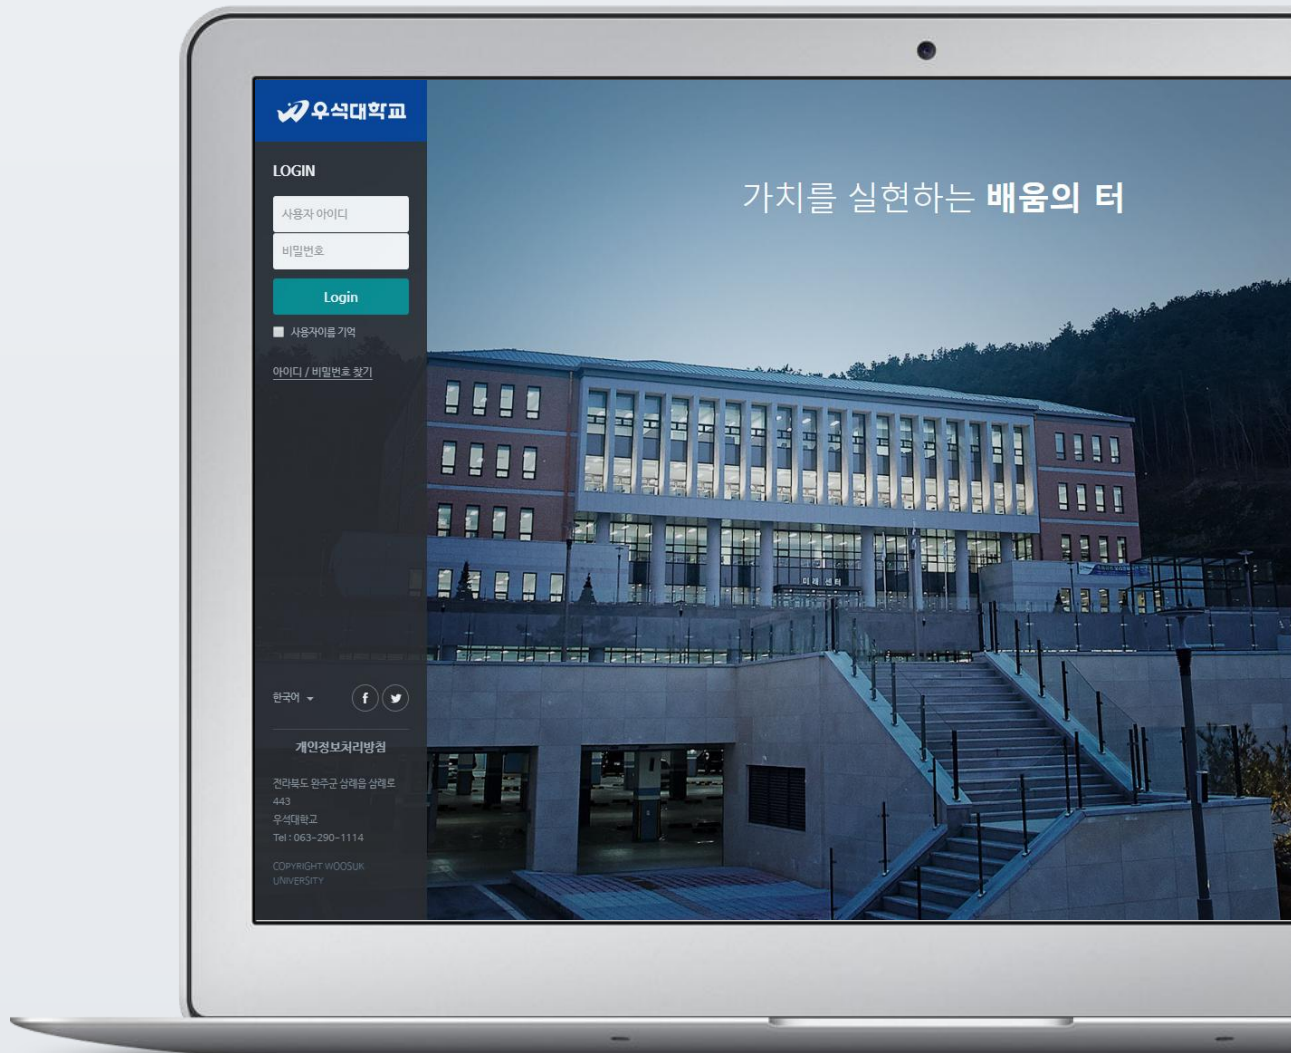 우석대학교
LOGIN
사용자 아이디
비밀번호
Login
사용자이름 기억
아이디 / 비밀번호 찾기
가치를 실현하는 배움의 터
미래 센터
한국어
개인정보처리방침
전라북도 완주군 삼례읍 삼례로
443
우석대학교
Tel : 063-290-1114
COPYRIGHT WOOSUK
UNIVERSITY